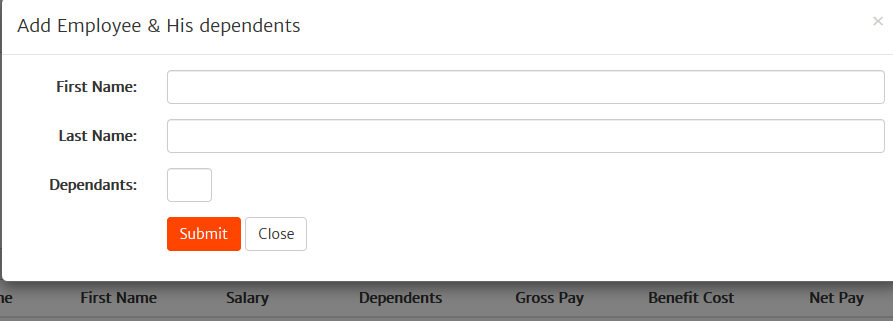 Add Employee & His dependents ×
First Name:
Last Name:
Dependants:
Submit Close
First Name Salary Dependents Gross Pay Benefit Cost Net Pay